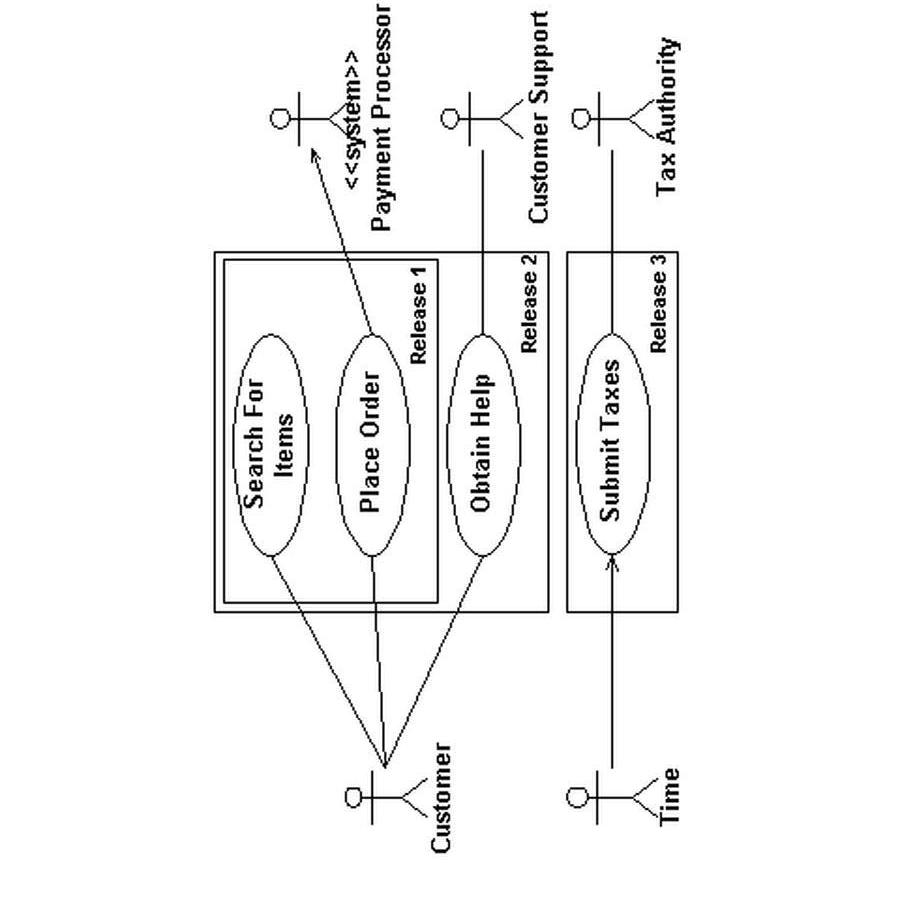 <<system>>
Payment Processor
Search For
Items
Place Order
Release 1
Customer
Customer Support
Obtain Help
Release 2
Tax Authority
Submit Taxes
Release 3
Time